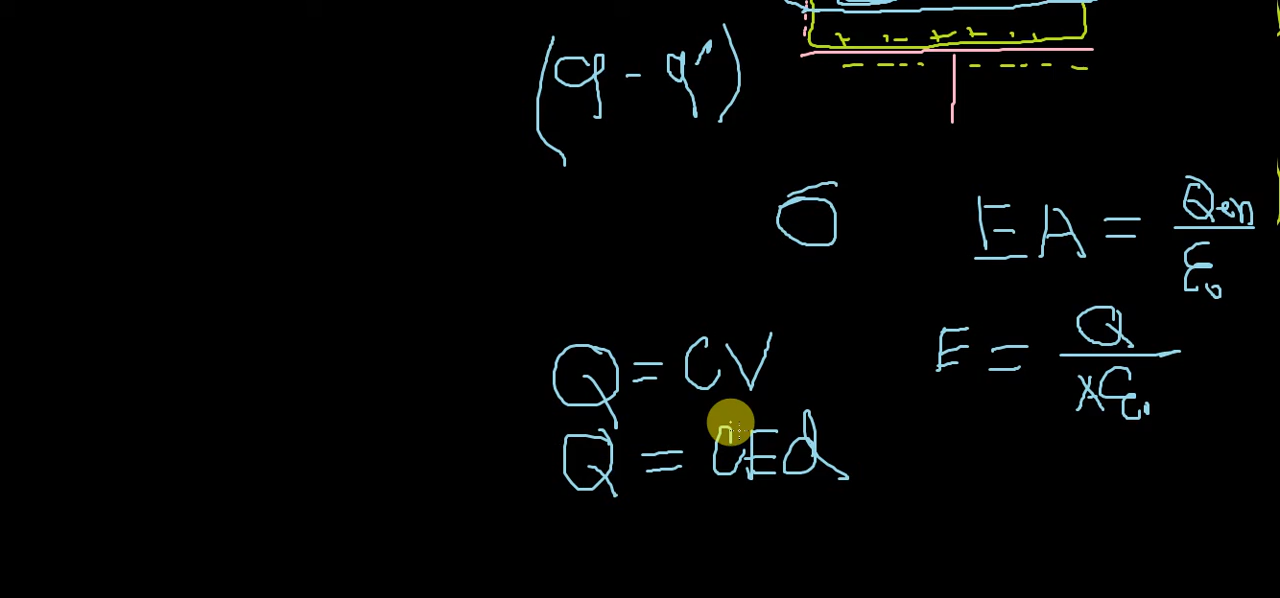 (q - q')
σ
EA = Qen/ε₀
Q = CV
E = Q/Aε₀
Q = CEd